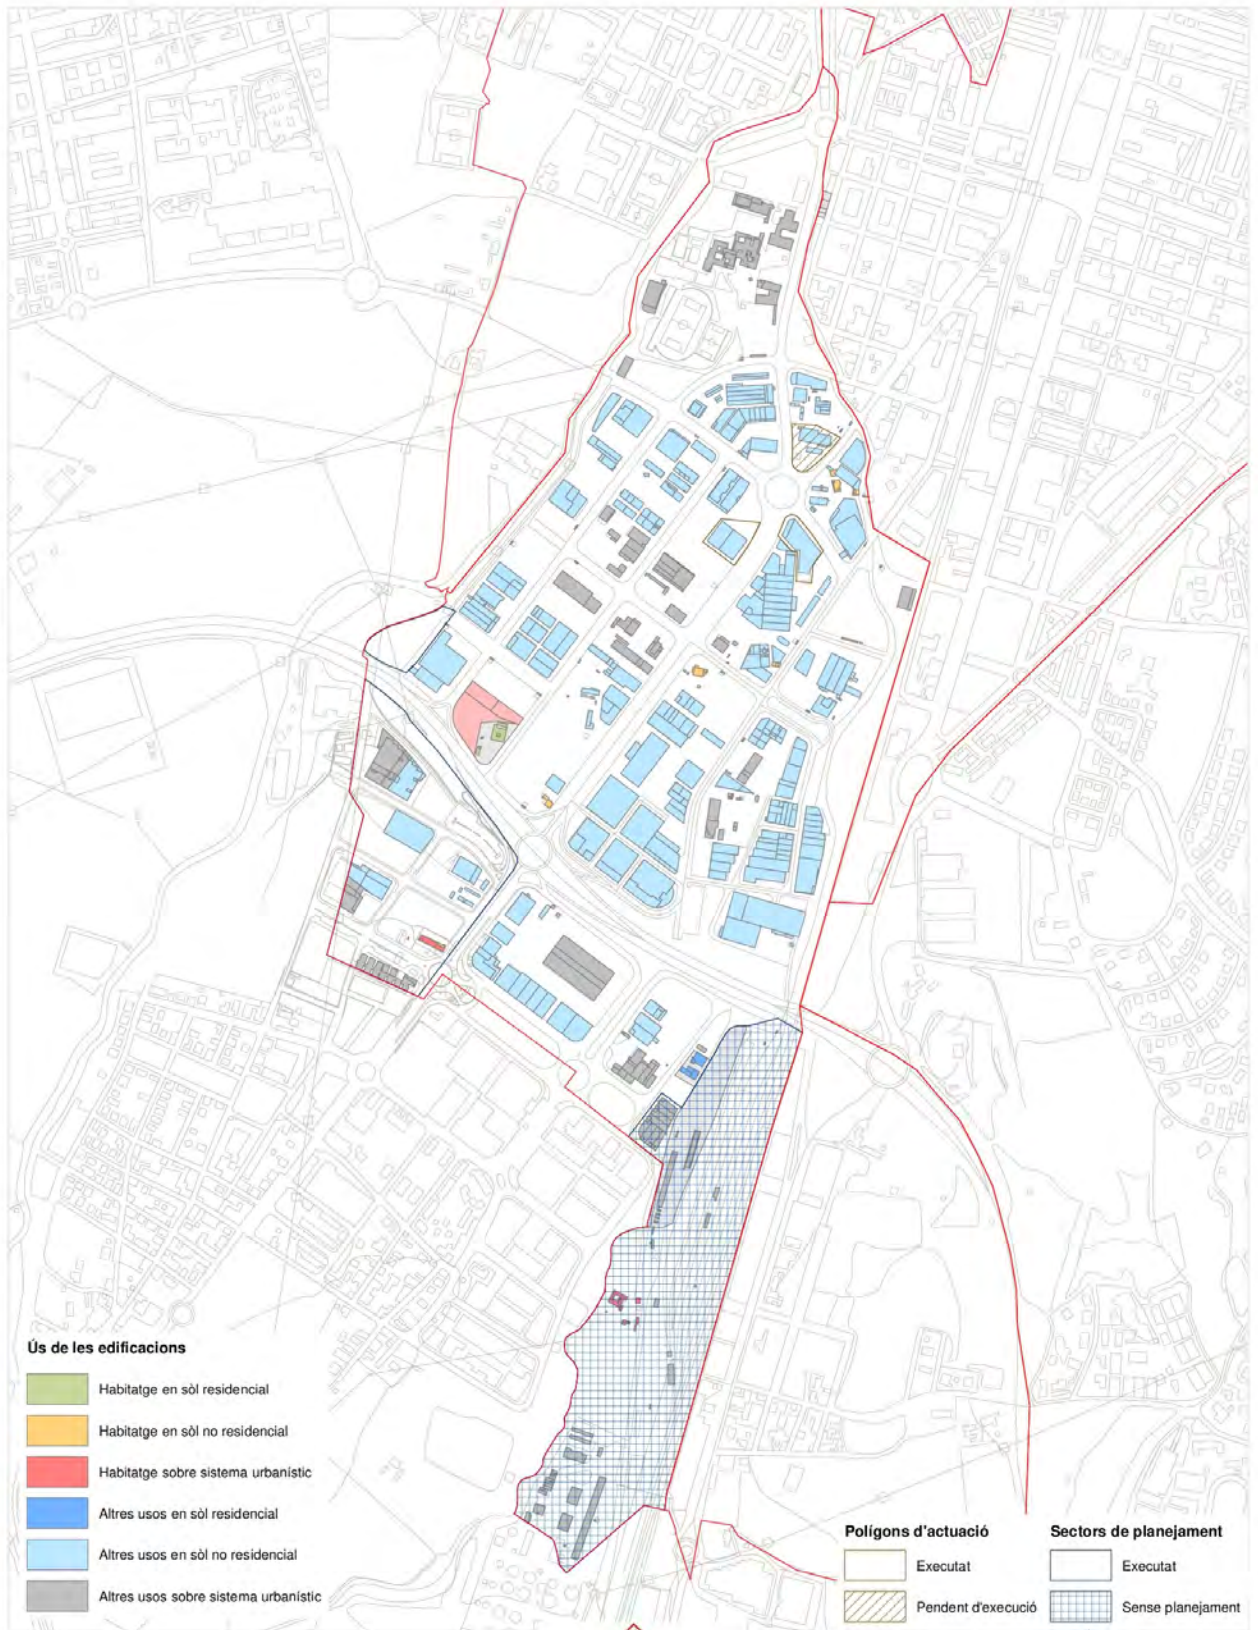 Ús de les edificacions
Habitatge en sòl residencial
Habitatge en sòl no residencial
Habitatge sobre sistema urbanístic
Altres usos en sòl residencial
Altres usos en sòl no residencial
Altres usos sobre sistema urbanístic
Polígons d'actuació
Executat
Pendent d'execució
Sectors de planejament
Executat
Sense planejament